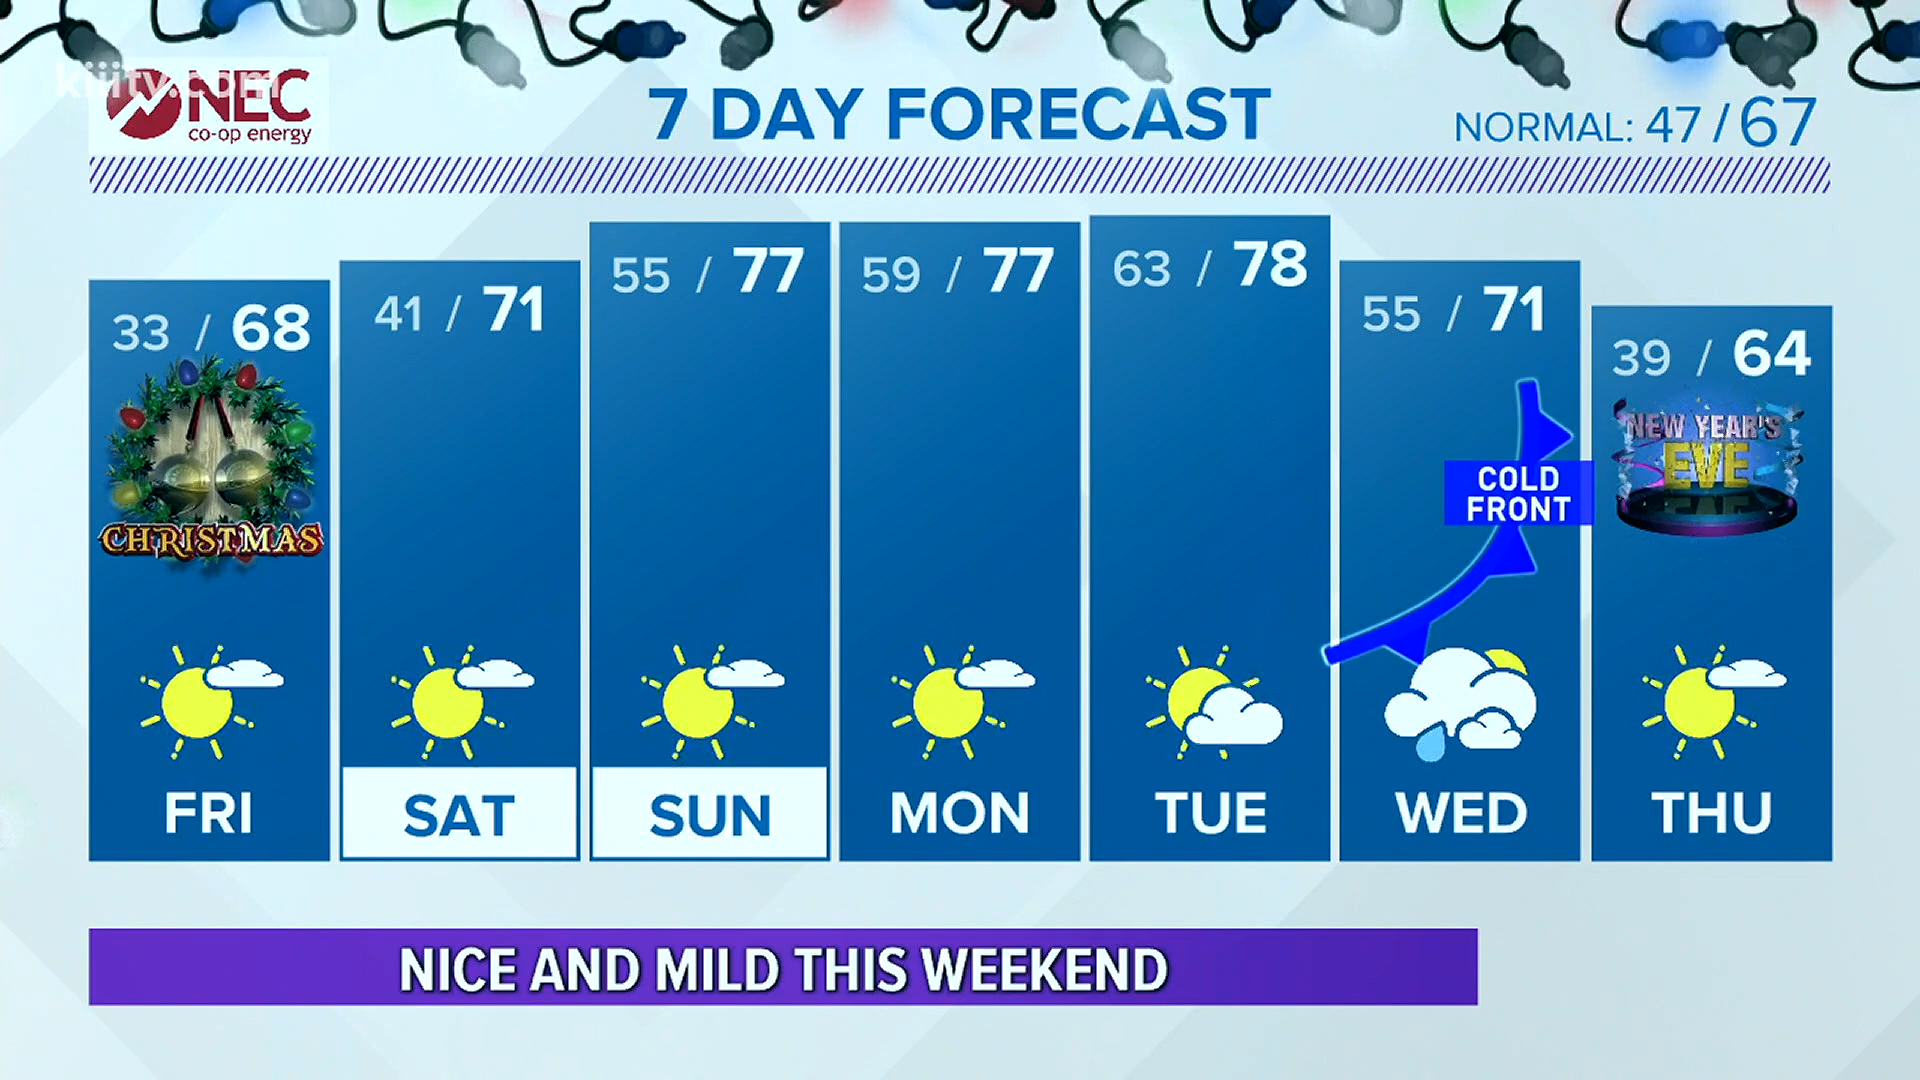 kiiitv.com
NEC
co-op energy
7 DAY FORECAST
NORMAL: 47 / 67
33 / 68
41 / 71
55 / 77
59 / 77
63 / 78
55 / 71
39 / 64
CHRISTMAS
COLD
FRONT
NEW YEAR'S
EVE
FRI
SAT
SUN
MON
TUE
WED
THU
NICE AND MILD THIS WEEKEND